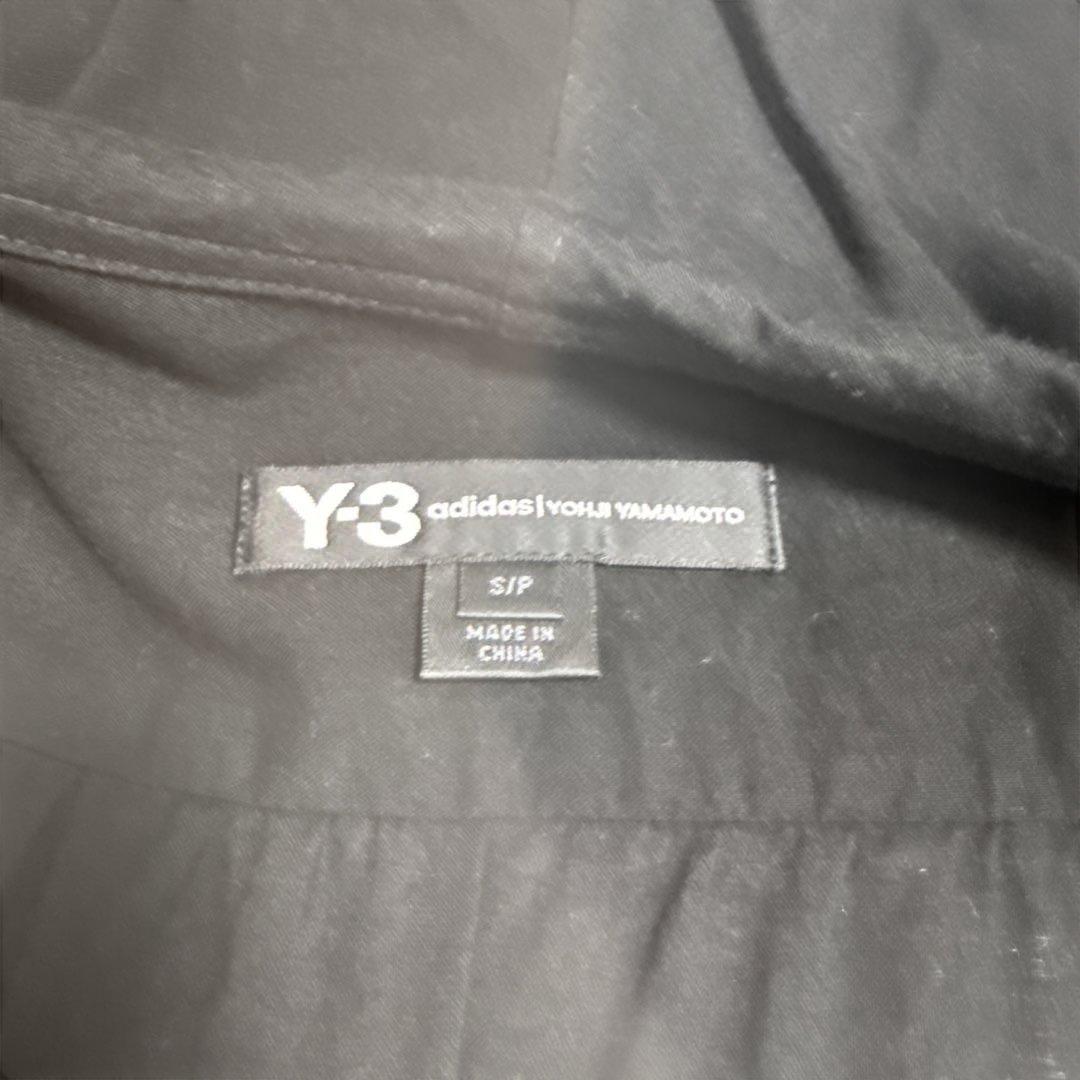 Y-3 adidas|YOHJI YAMAMOTO
S/P
MADE IN
CHINA